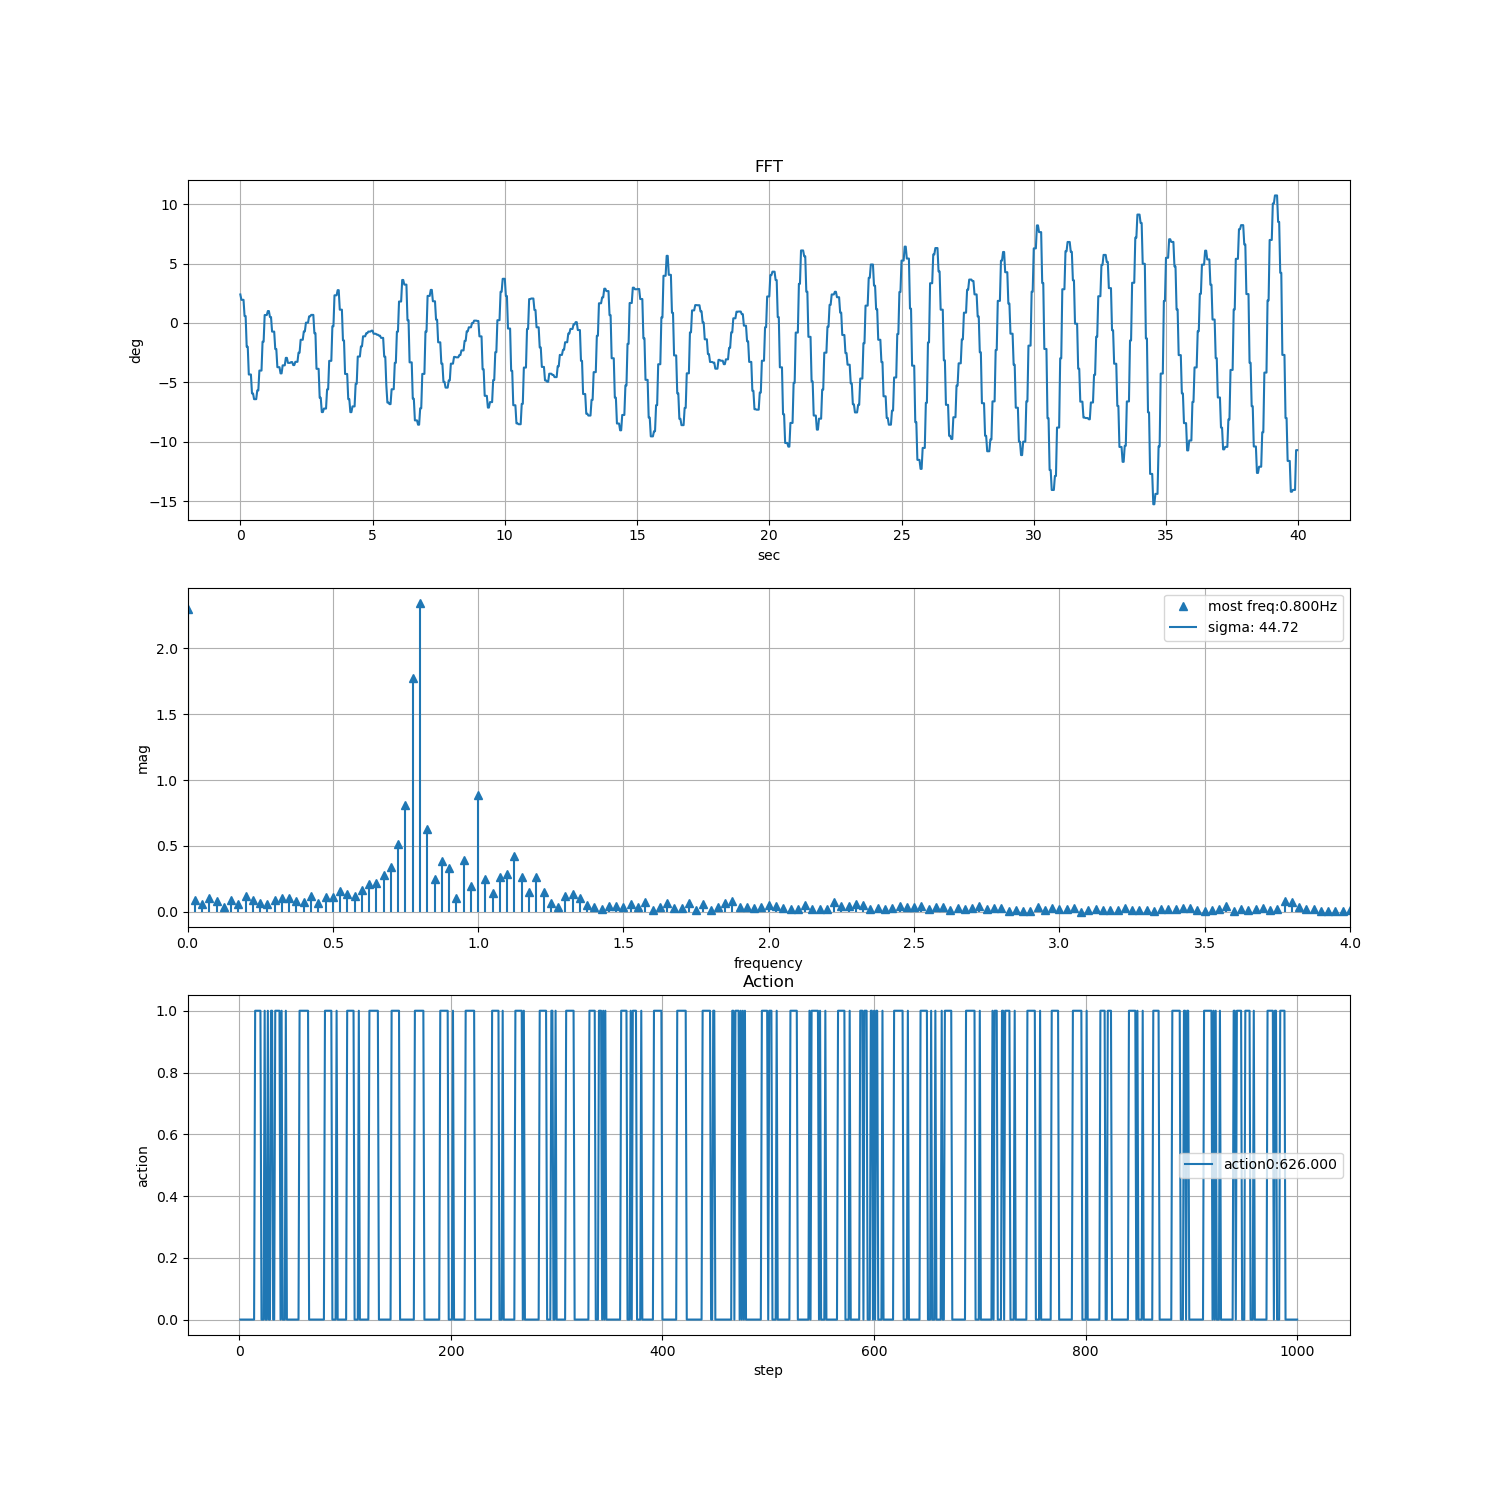 FFT
10
5
0
−5
−10
−15
deg
0 5 10 15 20 25 30 35 40
sec
most freq:0.800Hz
sigma: 44.72
2.0
1.5
1.0
0.5
0.0
mag
0.0 0.5 1.0 1.5 2.0 2.5 3.0 3.5 4.0
frequency
Action
1.0
0.8
0.6
0.4
0.2
0.0
action
action0:626.000
0 200 400 600 800 1000
step